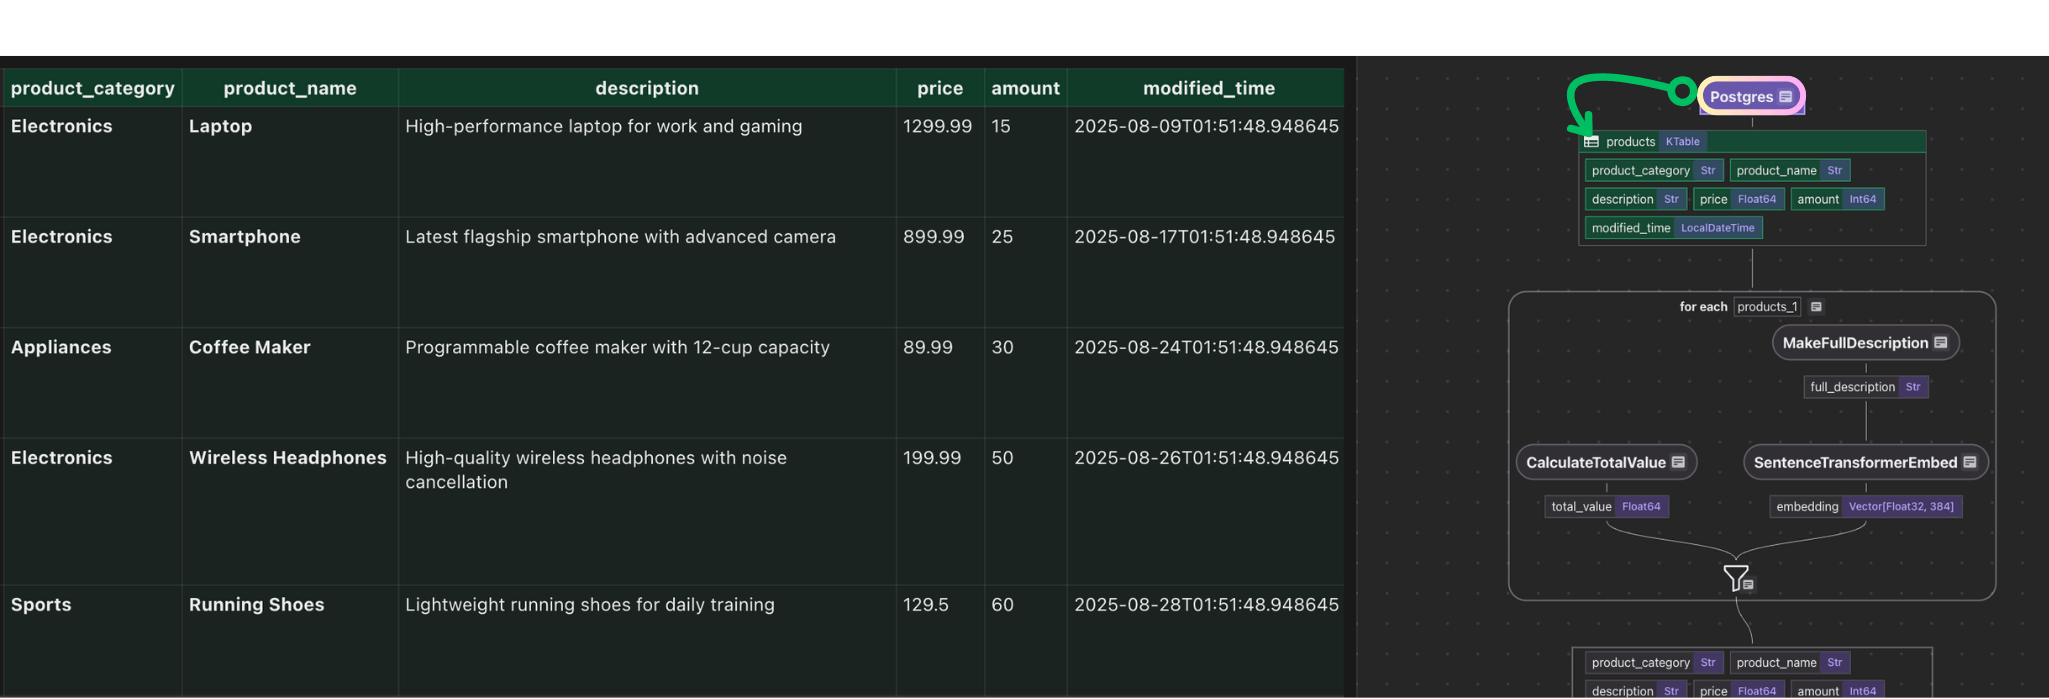 product_category product_name description price amount modified_time
Electronics Laptop High-performance laptop for work and gaming 1299.99 15 2025-08-09T01:51:48.948645
Electronics Smartphone Latest flagship smartphone with advanced camera 899.99 25 2025-08-17T01:51:48.948645
Appliances Coffee Maker Programmable coffee maker with 12-cup capacity 89.99 30 2025-08-24T01:51:48.948645
Electronics Wireless Headphones High-quality wireless headphones with noise 199.99 50 2025-08-26T01:51:48.948645
cancellation
Sports Running Shoes Lightweight running shoes for daily training 129.5 60 2025-08-28T01:51:48.948645
Postgres
products KTable
product_category Str product_name Str
description Str price Float64 amount Int64
modified_time LocalDateTime
for each products_1
MakeFullDescription
full_description Str
CalculateTotalValue SentenceTransformerEmbed
total_value Float64 embedding Vector[Float32, 384]
product_category Str product_name Str
description Str price Float64 amount Int64